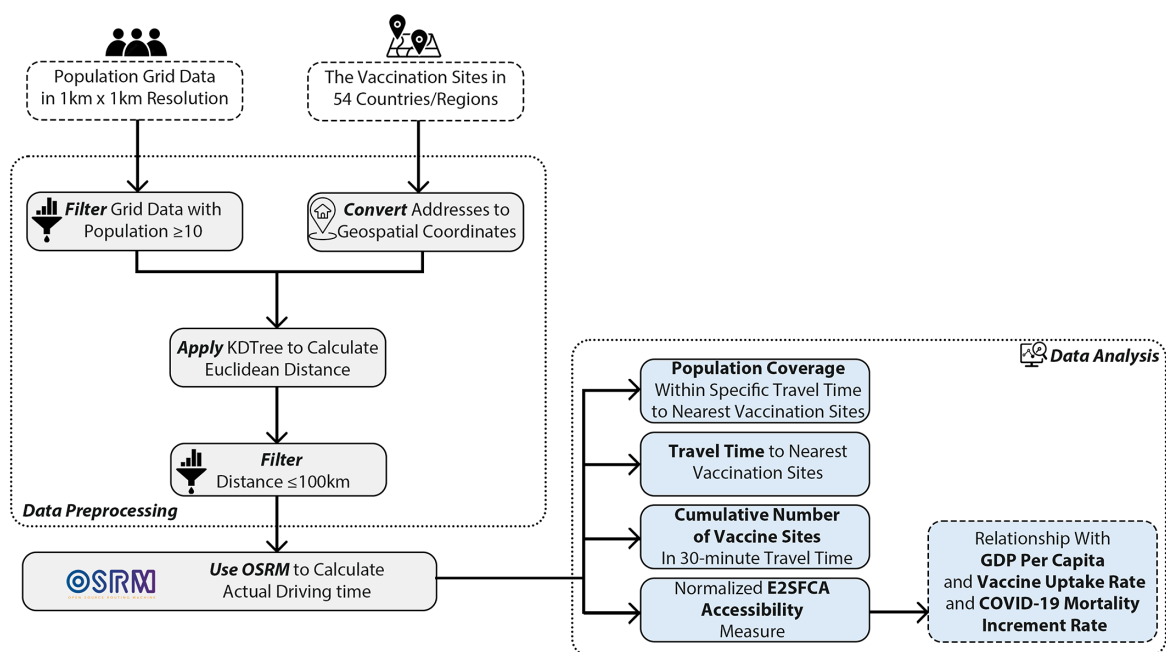 Population Grid Data
in 1km x 1km Resolution
The Vaccination Sites in
54 Countries/Regions
Filter Grid Data with
Population ≥10
Convert Addresses to
Geospatial Coordinates
Apply KDTree to Calculate
Euclidean Distance
Filter
Distance ≤100km
Data Preprocessing
OSRM
OPEN SOURCE ROUTING MACHINE
Use OSRM to Calculate
Actual Driving time
Data Analysis
Population Coverage
Within Specific Travel Time
to Nearest Vaccination Sites
Travel Time to Nearest
Vaccination Sites
Cumulative Number
of Vaccine Sites
In 30-minute Travel Time
Normalized E2SFCA
Accessibility
Measure
Relationship With
GDP Per Capita
and Vaccine Uptake Rate
and COVID-19 Mortality
Increment Rate